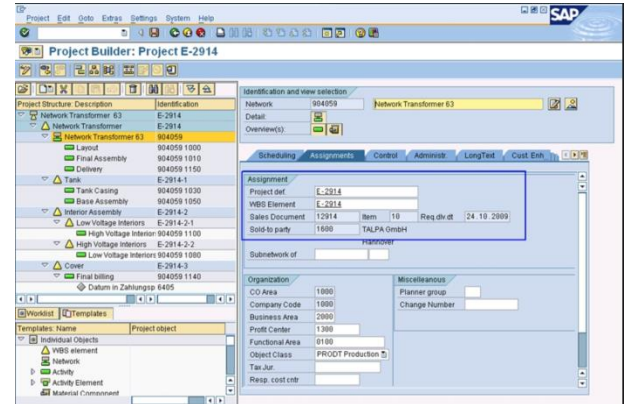 Project Edit Goto Extras Settings System Help
SAP
Project Builder: Project E-2914
Project Structure: Description Identification
Network Transformer 63 E-2914
Network Transformer E-2914
Network Transformer 63 904059
Layout 904059 1000
Final Assembly 904059 1010
Delivery 904059 1150
Tank E-2914-1
Tank Casing 904059 1030
Base Assembly 904059 1050
Interior Assembly E-2914-2
Low Voltage Interiors E-2914-2-1
High Voltage Interior 904059 1100
High Voltage Interiors E-2914-2-2
Low Voltage Interiors 904059 1080
Cover E-2914-3
Final billing 904059 1140
Datum in Zahlungsp 6405
Worklist Templates
Templates: Name Project object
Individual Objects
WBS element
Network
Activity
Activity Element
Material Component
Identification and view selection
Network 904059 Network Transformer 63
Detail:
Overview(s):
Scheduling Assignments Control Administr. LongText Cust. Enh
Assignment
Project def. E-2914
WBS Element E-2914
Sales Document 12914 Item 10 Req.dlv.dt 24.10.2009
Sold-to party 1600 TALPA GmbH
Hannover
Subnetwork of
Organization Miscelleanous
CO Area 1000 Planner group
Company Code 1000 Change Number
Business Area 2000
Profit Center 1300
Functional Area 0100
Object Class PRODT Production
Tax Jur.
Resp. cost cntr